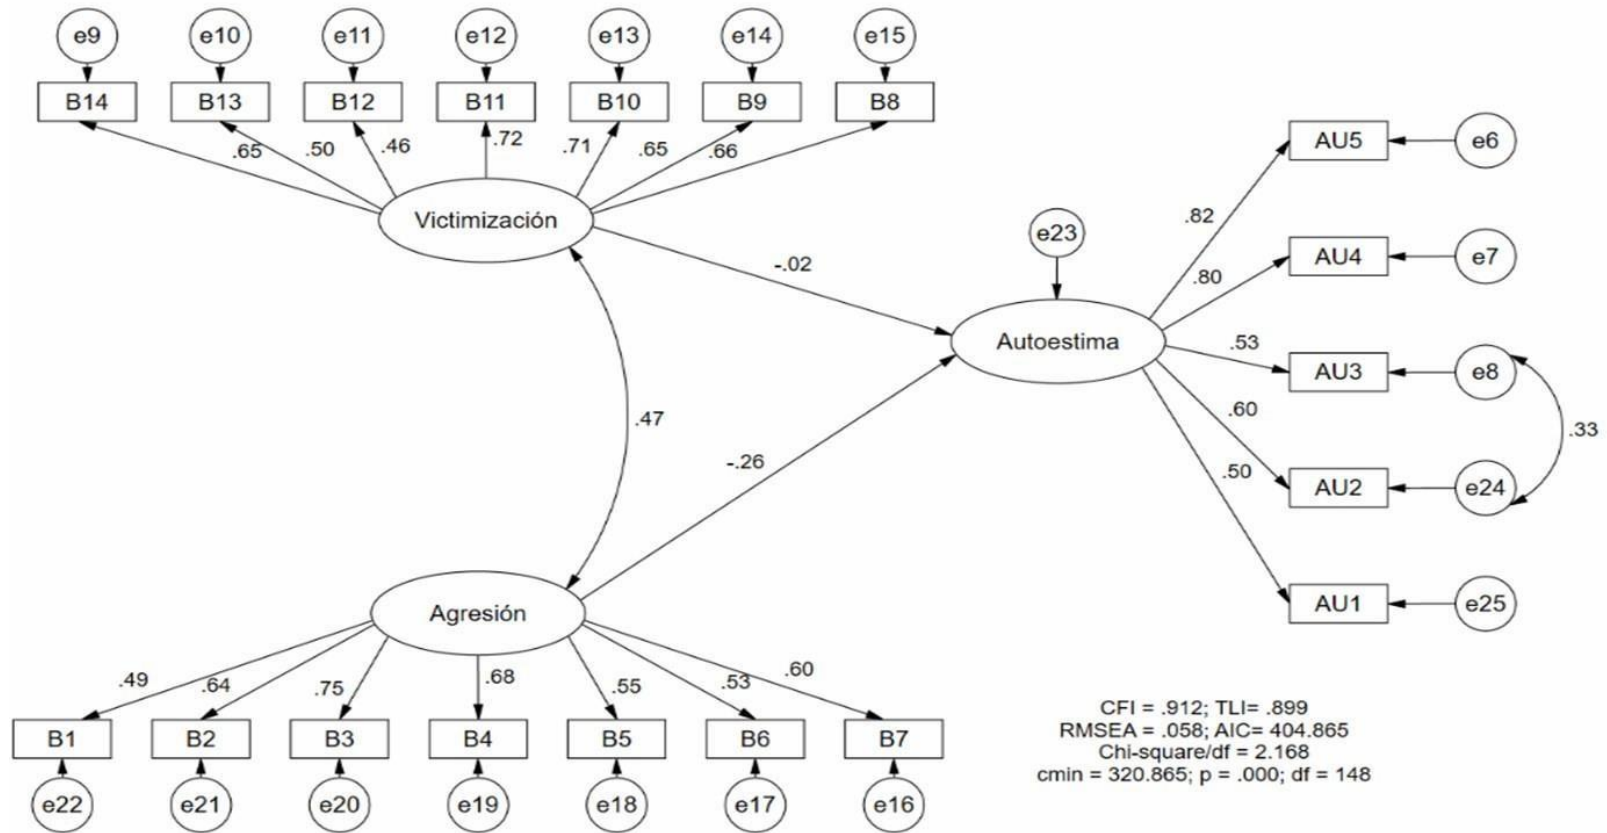 e9 e10 e11 e12 e13 e14 e15
B14 B13 B12 B11 B10 B9 B8
.65 .50 .46 .72 .71 .65 .66
Victimización
AU5 e6
.82
e23
-.02
AU4 e7
.80
Autoestima
.53
AU3 e8
.60
.47
.33
-.26
.50
AU2 e24
AU1 e25
Agresión
.49 .64 .75 .68 .55 .53 .60
B1 B2 B3 B4 B5 B6 B7
e22 e21 e20 e19 e18 e17 e16
CFI = .912; TLI= .899
RMSEA = .058; AIC= 404.865
Chi-square/df = 2.168
cmin = 320.865; p = .000; df = 148